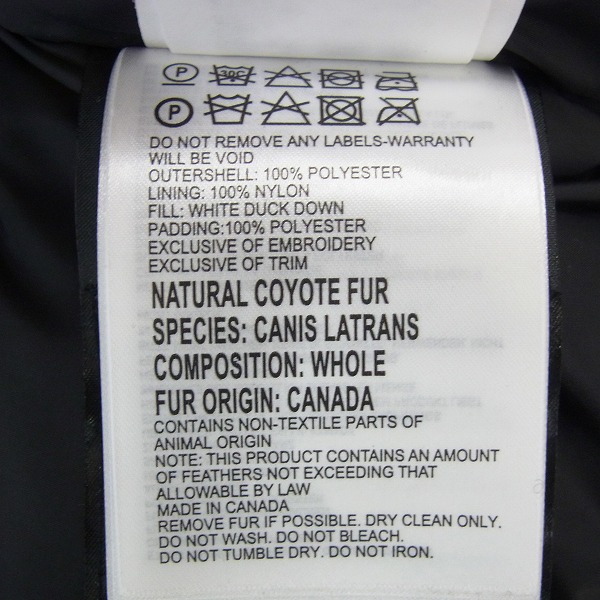 P 30C
P
DO NOT REMOVE ANY LABELS-WARRANTY
WILL BE VOID
OUTERSHELL: 100% POLYESTER
LINING: 100% NYLON
FILL: WHITE DUCK DOWN
PADDING:100% POLYESTER
EXCLUSIVE OF EMBROIDERY
EXCLUSIVE OF TRIM
NATURAL COYOTE FUR
SPECIES: CANIS LATRANS
COMPOSITION: WHOLE
FUR ORIGIN: CANADA
CONTAINS NON-TEXTILE PARTS OF
ANIMAL ORIGIN
NOTE: THIS PRODUCT CONTAINS AN AMOUNT
OF FEATHERS NOT EXCEEDING THAT
ALLOWABLE BY LAW
MADE IN CANADA
REMOVE FUR IF POSSIBLE. DRY CLEAN ONLY.
DO NOT WASH. DO NOT BLEACH.
DO NOT TUMBLE DRY. DO NOT IRON.